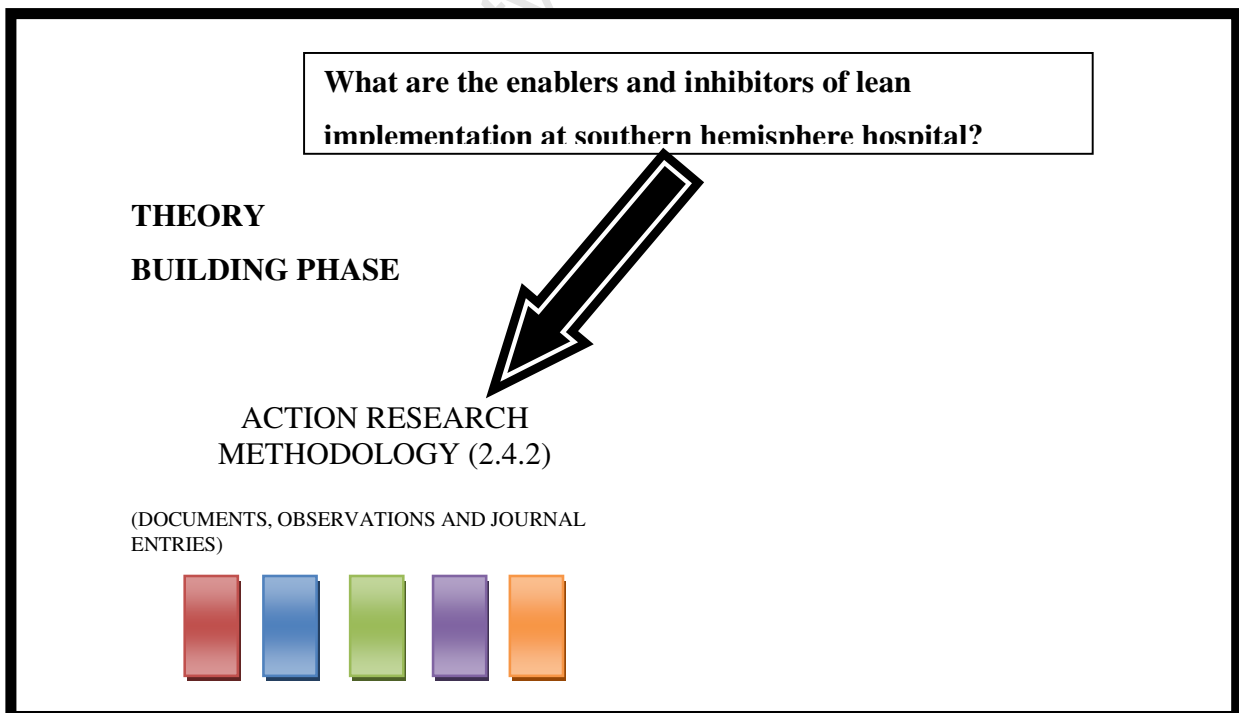 What are the enablers and inhibitors of lean
implementation at southern hemisphere hospital?
THEORY
BUILDING PHASE
ACTION RESEARCH
METHODOLOGY (2.4.2)
(DOCUMENTS, OBSERVATIONS AND JOURNAL
ENTRIES)